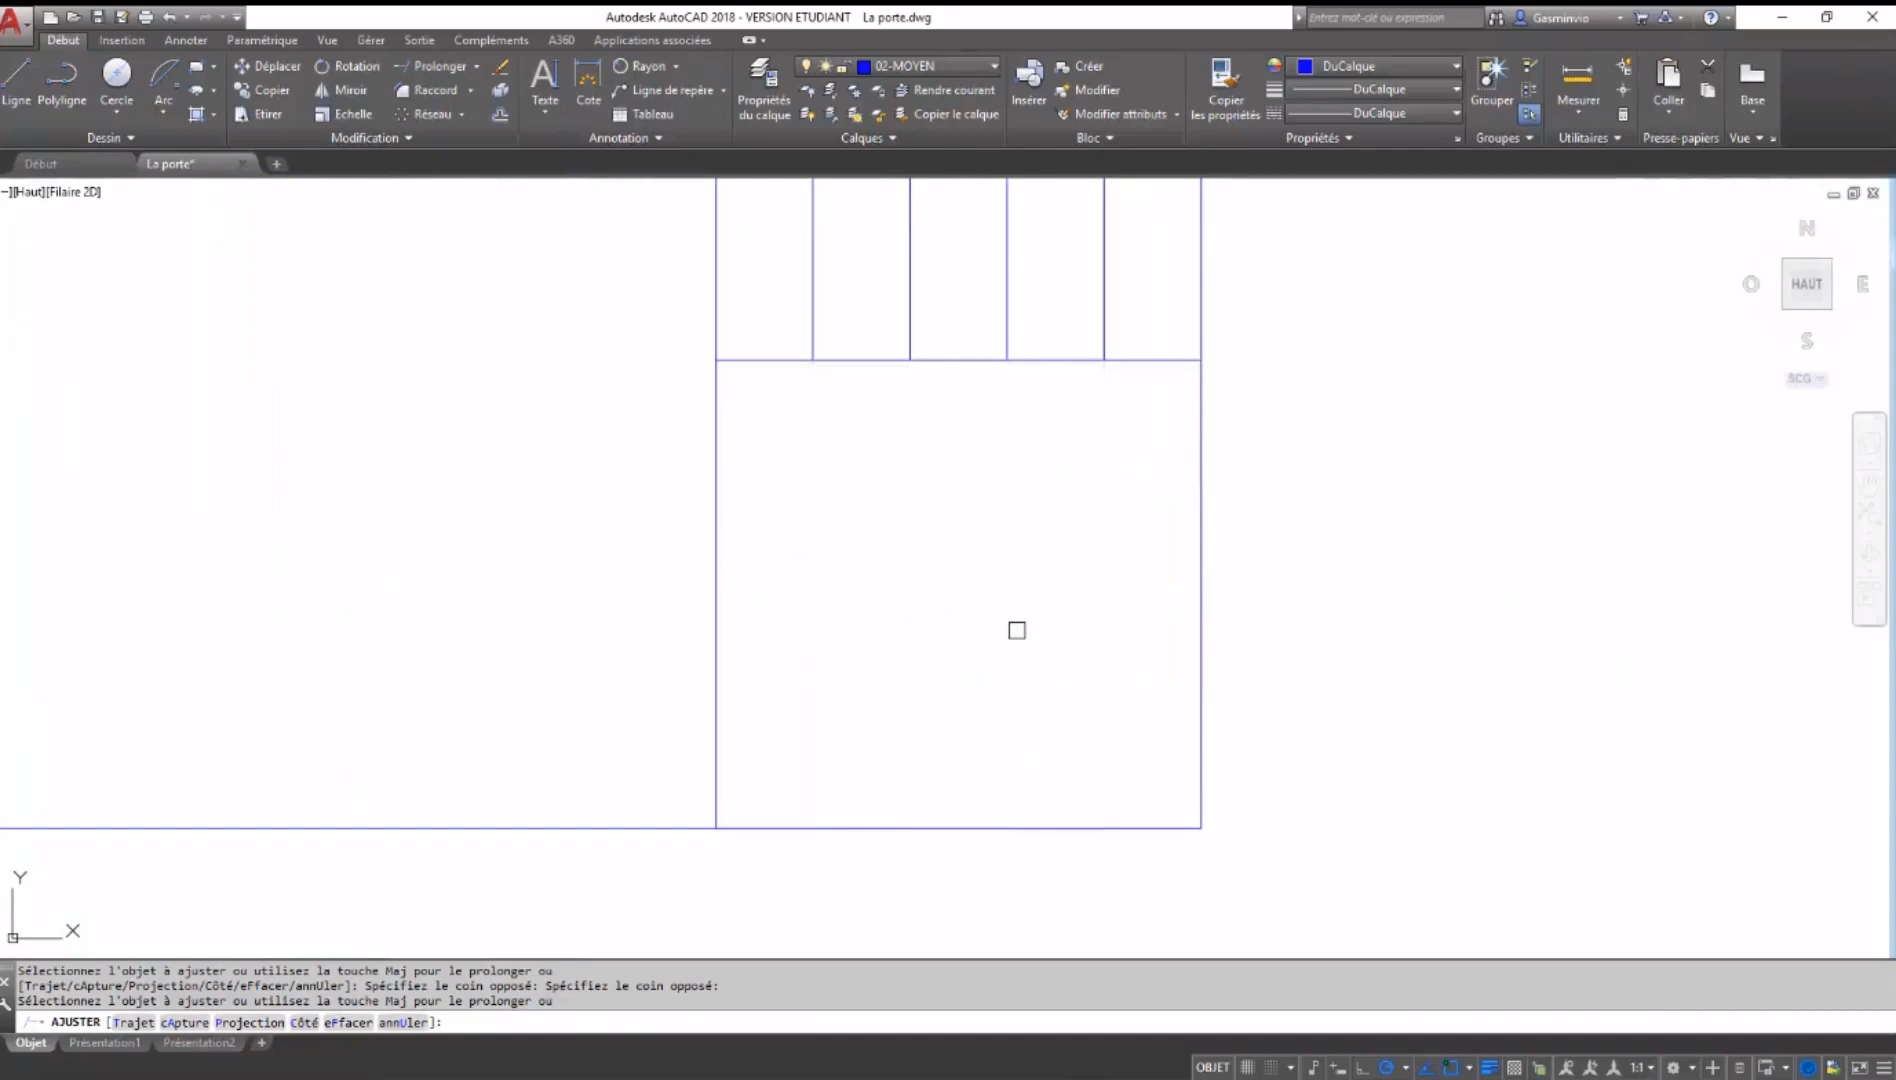 Autodesk AutoCAD 2018 - VERSION ETUDIANT La porte.dwg
Entrez mot-clé ou expression
Gasminvio
Début Insertion Annoter Paramétrique Vue Gérer Sortie Compléments A360 Applications associées
Ligne Polyligne Cercle Arc
Déplacer Rotation Prolonger
Copier Miroir Raccord
Etirer Echelle Réseau
Texte Cote
Rayon
Ligne de repère
Tableau
Propriétés
du calque
02-MOYEN
Rendre courant
Copier le calque
Insérer
Créer
Modifier
Modifier attributs
Copier
les propriétés
DuCalque
DuCalque
DuCalque
Grouper
Mesurer
Coller
Base
Dessin Modification Annotation Calques Bloc Propriétés Groupes Utilitaires Presse-papiers Vue
Début La porte*
–][Haut][Filaire 2D]
N
O HAUT E
S
SCG
Y
X
Sélectionnez l'objet à ajuster ou utilisez la touche Maj pour le prolonger ou
[Trajet/cApture/Projection/Côté/eFfacer/annUler]: Spécifiez le coin opposé: Spécifiez le coin opposé:
Sélectionnez l'objet à ajuster ou utilisez la touche Maj pour le prolonger ou
AJUSTER [Trajet cApture Projection Côté eFfacer annUler]:
Objet Présentation1 Présentation2 +
OBJET
1:1